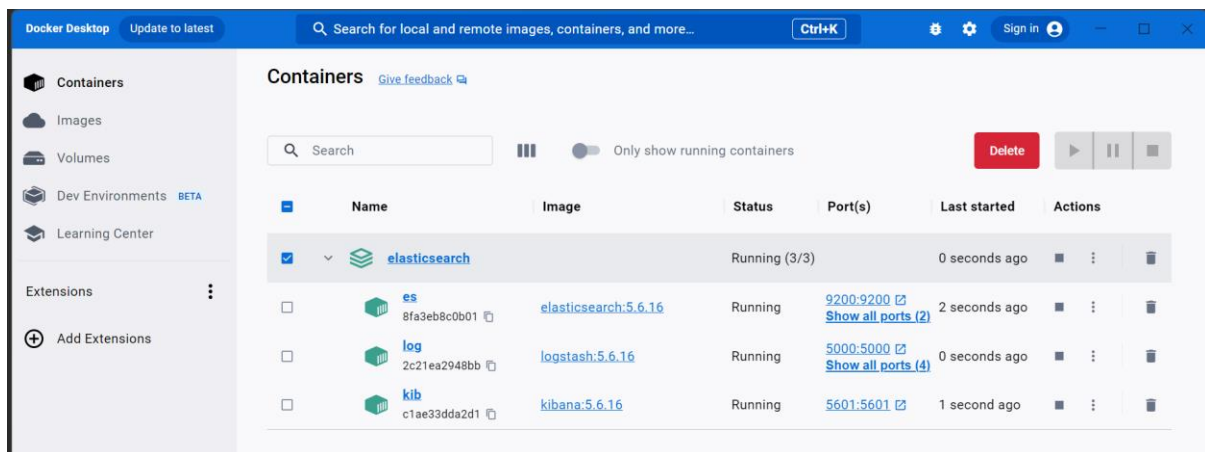 Docker Desktop Update to latest Search for local and remote images, containers, and more... Ctrl+K Sign in
Containers
Images
Volumes
Dev Environments BETA
Learning Center
Extensions
Add Extensions
Containers Give feedback
Search Only show running containers Delete
Name Image Status Port(s) Last started Actions
elasticsearch Running (3/3) 0 seconds ago
es
8fa3eb8c0b01
elasticsearch:5.6.16 Running
9200:9200
Show all ports (2)
2 seconds ago
log
2c21ea2948bb
logstash:5.6.16 Running
5000:5000
Show all ports (4)
0 seconds ago
kib
c1ae33dda2d1
kibana:5.6.16 Running 5601:5601 1 second ago